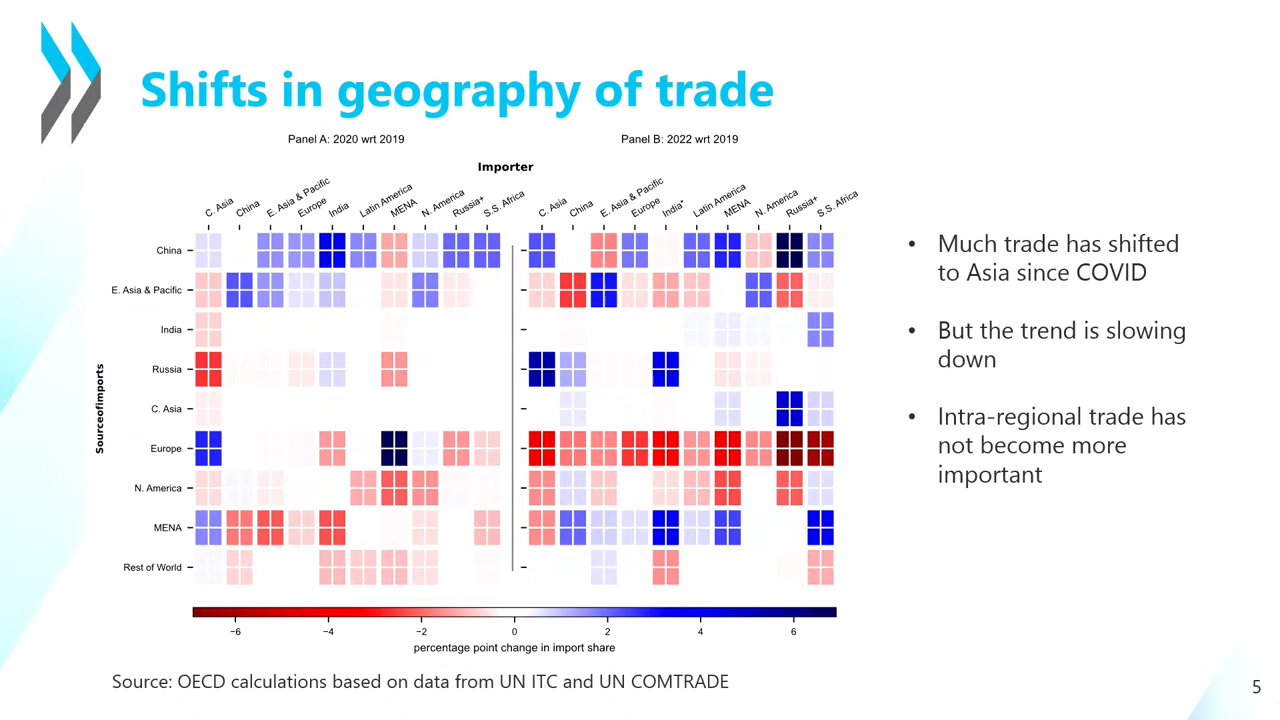 Shifts in geography of trade
Panel A: 2020 wrt 2019
Panel B: 2022 wrt 2019
Importer
C. Asia
China
E. Asia & Pacific
Europe
India
Latin America
MENA
N. America
Russia+
S.S. Africa
C. Asia
China
E. Asia & Pacific
Europe
India*
Latin America
MENA
N. America
Russia+
S.S. Africa
Sourceofimports
China
E. Asia & Pacific
India
Russia
C. Asia
Europe
N. America
MENA
Rest of World
−6 −4 −2 0 2 4 6
percentage point change in import share
• Much trade has shifted
to Asia since COVID
• But the trend is slowing
down
• Intra-regional trade has
not become more
important
Source: OECD calculations based on data from UN ITC and UN COMTRADE
5